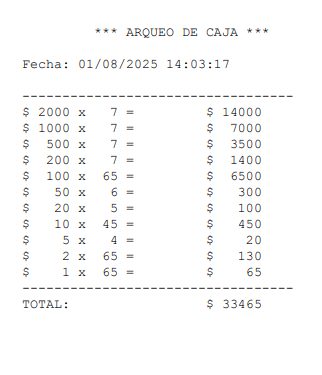 *** ARQUEO DE CAJA ***
Fecha: 01/08/2025 14:03:17
----------------------------------
$ 2000 x 7 = $ 14000
$ 1000 x 7 = $ 7000
$ 500 x 7 = $ 3500
$ 200 x 7 = $ 1400
$ 100 x 65 = $ 6500
$ 50 x 6 = $ 300
$ 20 x 5 = $ 100
$ 10 x 45 = $ 450
$ 5 x 4 = $ 20
$ 2 x 65 = $ 130
$ 1 x 65 = $ 65
----------------------------------
TOTAL: $ 33465